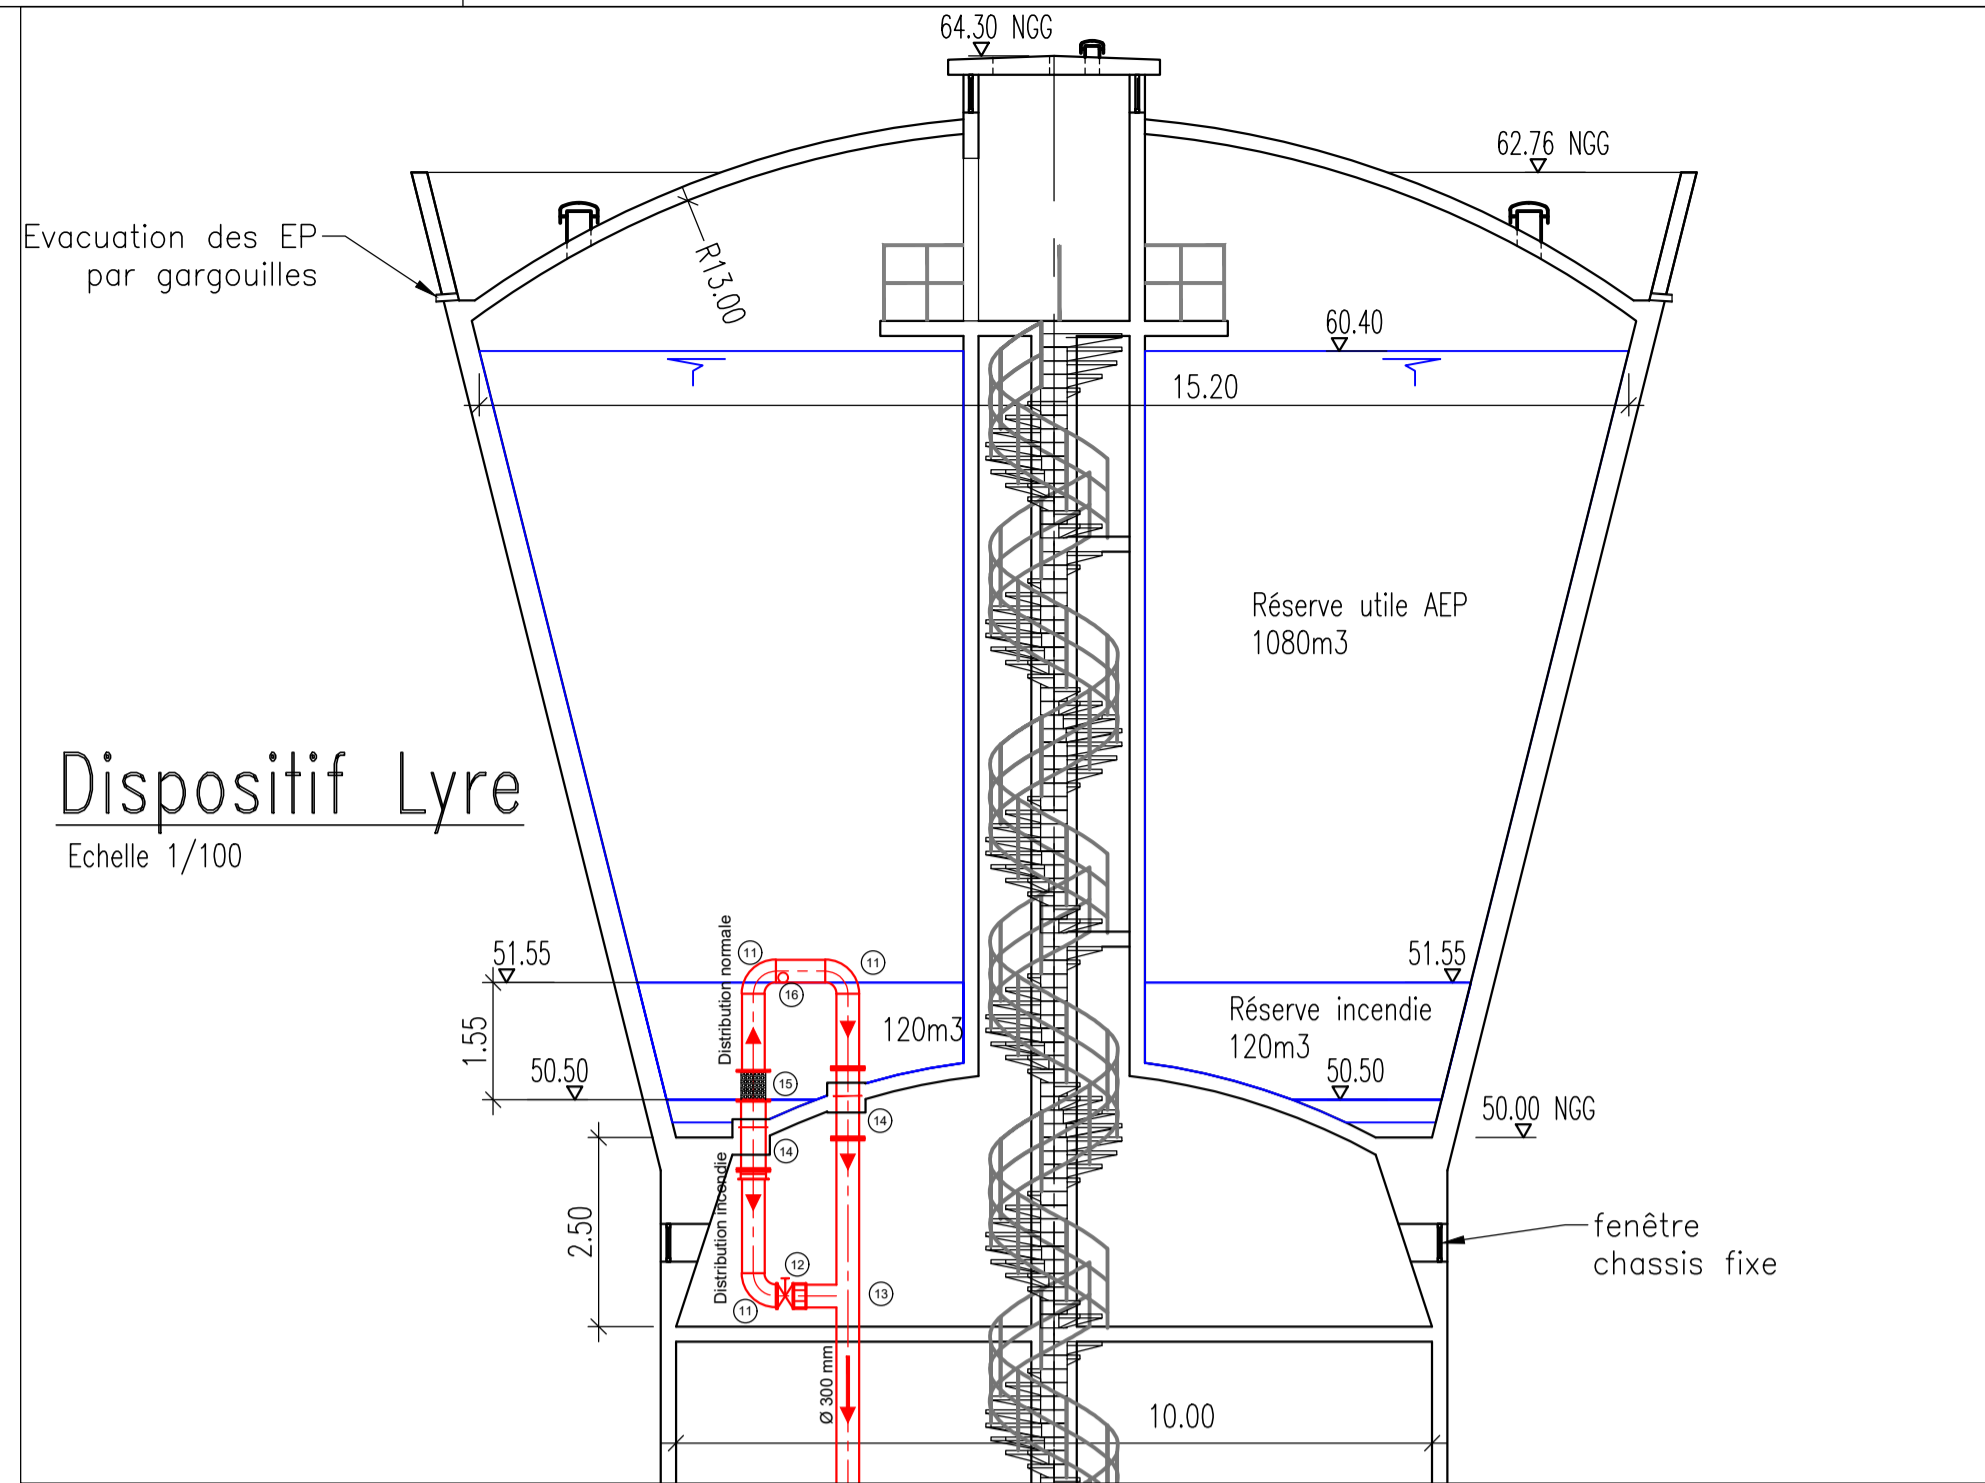 64.30 NGG
62.76 NGG
Evacuation des EP
par gargouilles
R13.00
60.40
15.20
Réserve utile AEP
1080m3
Dispositif Lyre
Echelle 1/100
Distribution normale
11
11
16
51.55
51.55
120m3
Réserve incendie
120m3
1.55
50.50
15
50.50
50.00 NGG
14
14
Distribution incendie
2.50
fenêtre
chassis fixe
12
13
11
Ø 300 mm
10.00